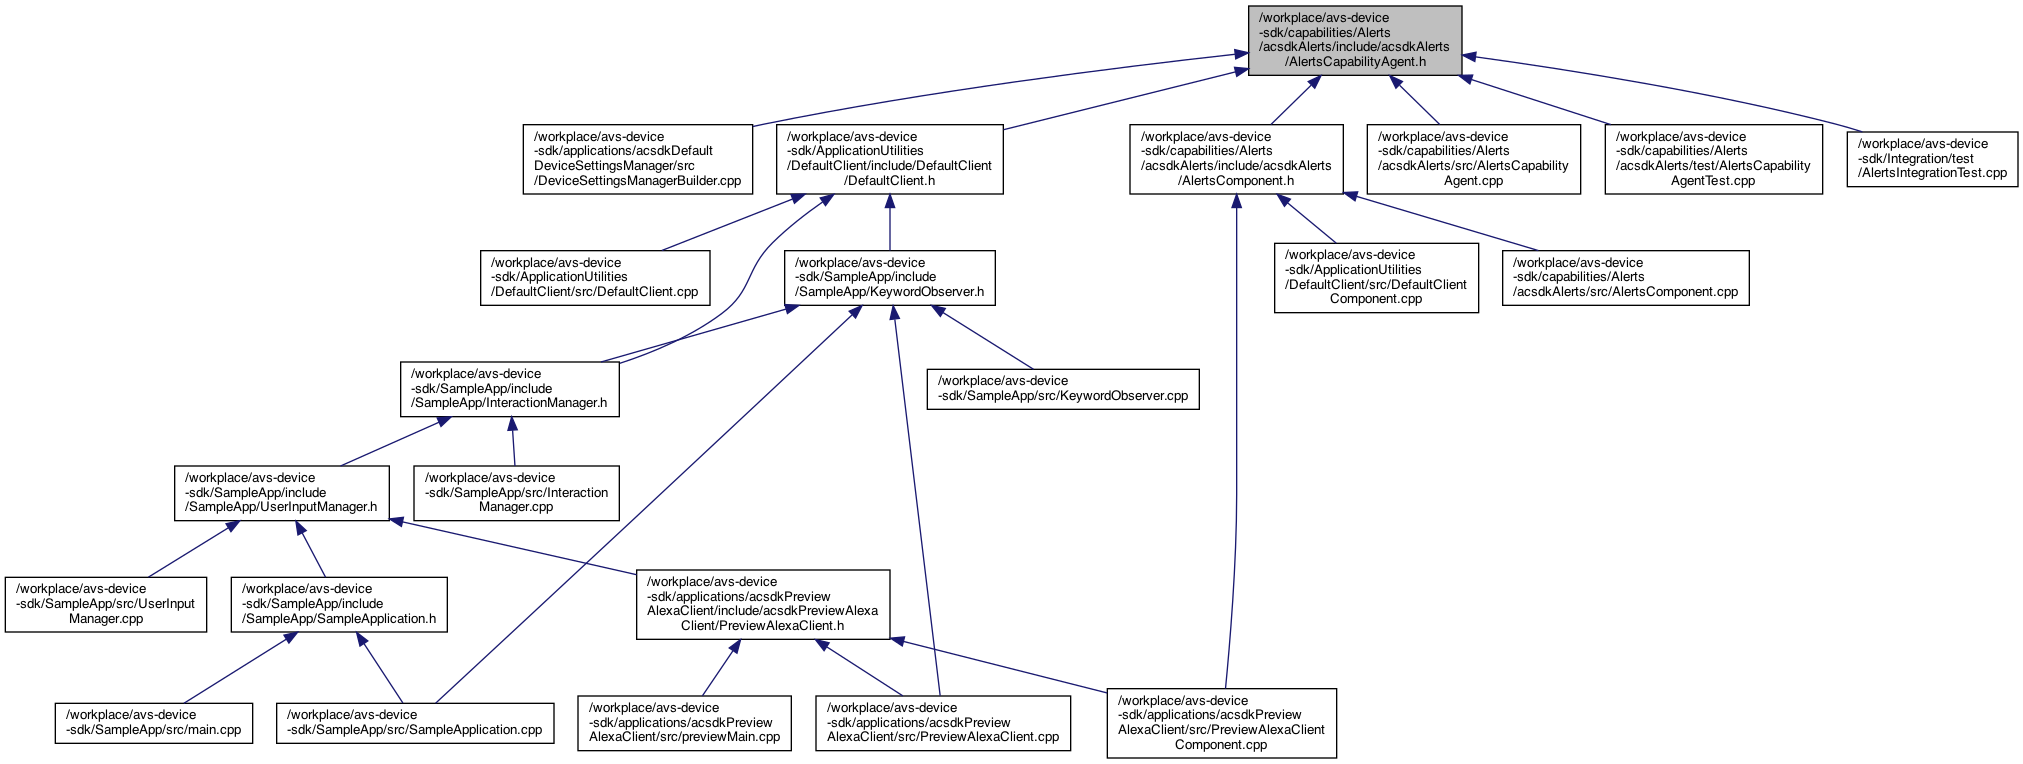 /workplace/avs-device
-sdk/capabilities/Alerts
/acsdkAlerts/include/acsdkAlerts
/AlertsCapabilityAgent.h
/workplace/avs-device
-sdk/applications/acsdkDefault
DeviceSettingsManager/src
/DeviceSettingsManagerBuilder.cpp
/workplace/avs-device
-sdk/ApplicationUtilities
/DefaultClient/include/DefaultClient
/DefaultClient.h
/workplace/avs-device
-sdk/capabilities/Alerts
/acsdkAlerts/include/acsdkAlerts
/AlertsComponent.h
/workplace/avs-device
-sdk/capabilities/Alerts
/acsdkAlerts/src/AlertsCapability
Agent.cpp
/workplace/avs-device
-sdk/capabilities/Alerts
/acsdkAlerts/test/AlertsCapability
AgentTest.cpp
/workplace/avs-device
-sdk/Integration/test
/AlertsIntegrationTest.cpp
/workplace/avs-device
-sdk/ApplicationUtilities
/DefaultClient/src/DefaultClient.cpp
/workplace/avs-device
-sdk/SampleApp/include
/SampleApp/KeywordObserver.h
/workplace/avs-device
-sdk/ApplicationUtilities
/DefaultClient/src/DefaultClient
Component.cpp
/workplace/avs-device
-sdk/capabilities/Alerts
/acsdkAlerts/src/AlertsComponent.cpp
/workplace/avs-device
-sdk/SampleApp/include
/SampleApp/InteractionManager.h
/workplace/avs-device
-sdk/SampleApp/src/KeywordObserver.cpp
/workplace/avs-device
-sdk/SampleApp/include
/SampleApp/UserInputManager.h
/workplace/avs-device
-sdk/SampleApp/src/Interaction
Manager.cpp
/workplace/avs-device
-sdk/SampleApp/src/UserInput
Manager.cpp
/workplace/avs-device
-sdk/SampleApp/include
/SampleApp/SampleApplication.h
/workplace/avs-device
-sdk/applications/acsdkPreview
AlexaClient/include/acsdkPreviewAlexa
Client/PreviewAlexaClient.h
/workplace/avs-device
-sdk/SampleApp/src/main.cpp
/workplace/avs-device
-sdk/SampleApp/src/SampleApplication.cpp
/workplace/avs-device
-sdk/applications/acsdkPreview
AlexaClient/src/previewMain.cpp
/workplace/avs-device
-sdk/applications/acsdkPreview
AlexaClient/src/PreviewAlexaClient.cpp
/workplace/avs-device
-sdk/applications/acsdkPreview
AlexaClient/src/PreviewAlexaClient
Component.cpp